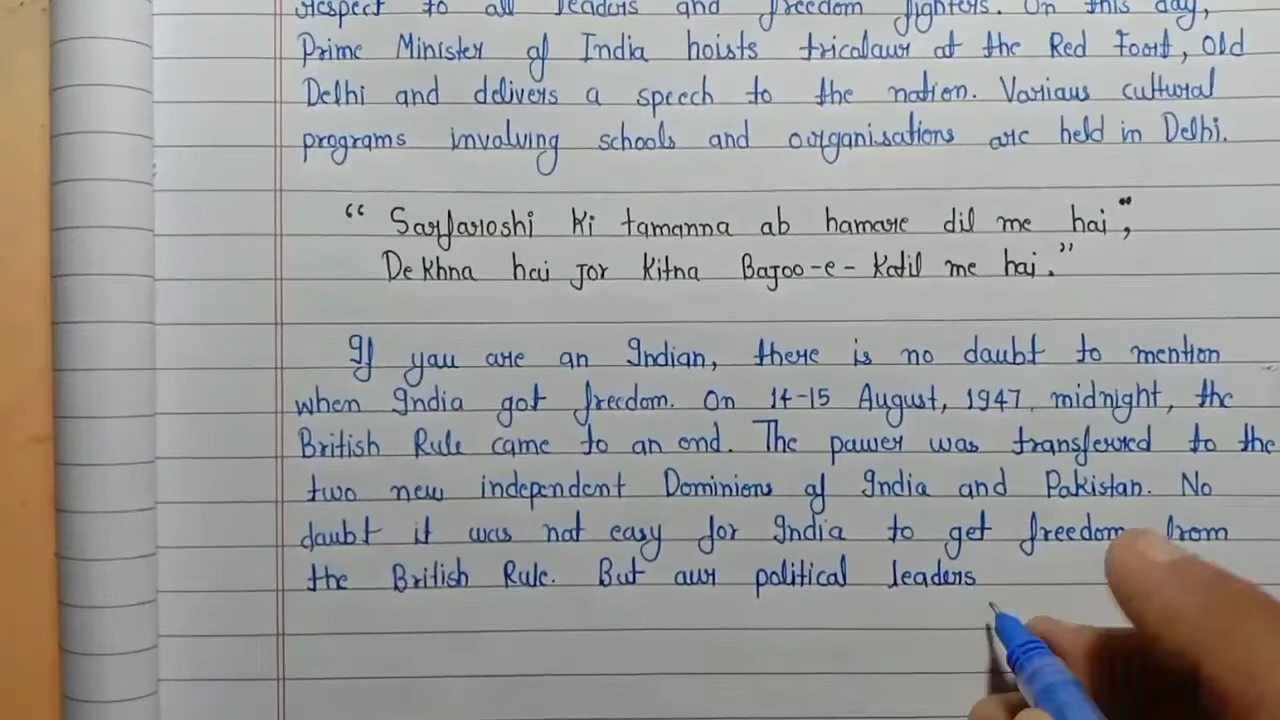 respect to all leaders and freedom fighters. On this day,
Prime Minister of India hoists tricolour at the Red Foort, Old
Delhi and delivers a speech to the nation. Various cultural
programs involving schools and organisations are held in Delhi.
“ Sarfaroshi Ki tamanna ab hamare dil me hai”,
Dekhna hai jor Kitna Bajoo-e-Katil me hai.”
If you are an Indian, there is no doubt to mention
when India got freedom. On 14-15 August, 1947 midnight, the
British Rule came to an end. The power was transferred to the
two new independent Dominions of India and Pakistan. No
doubt it was not easy for India to get freedom from
the British Rule. But our political leaders